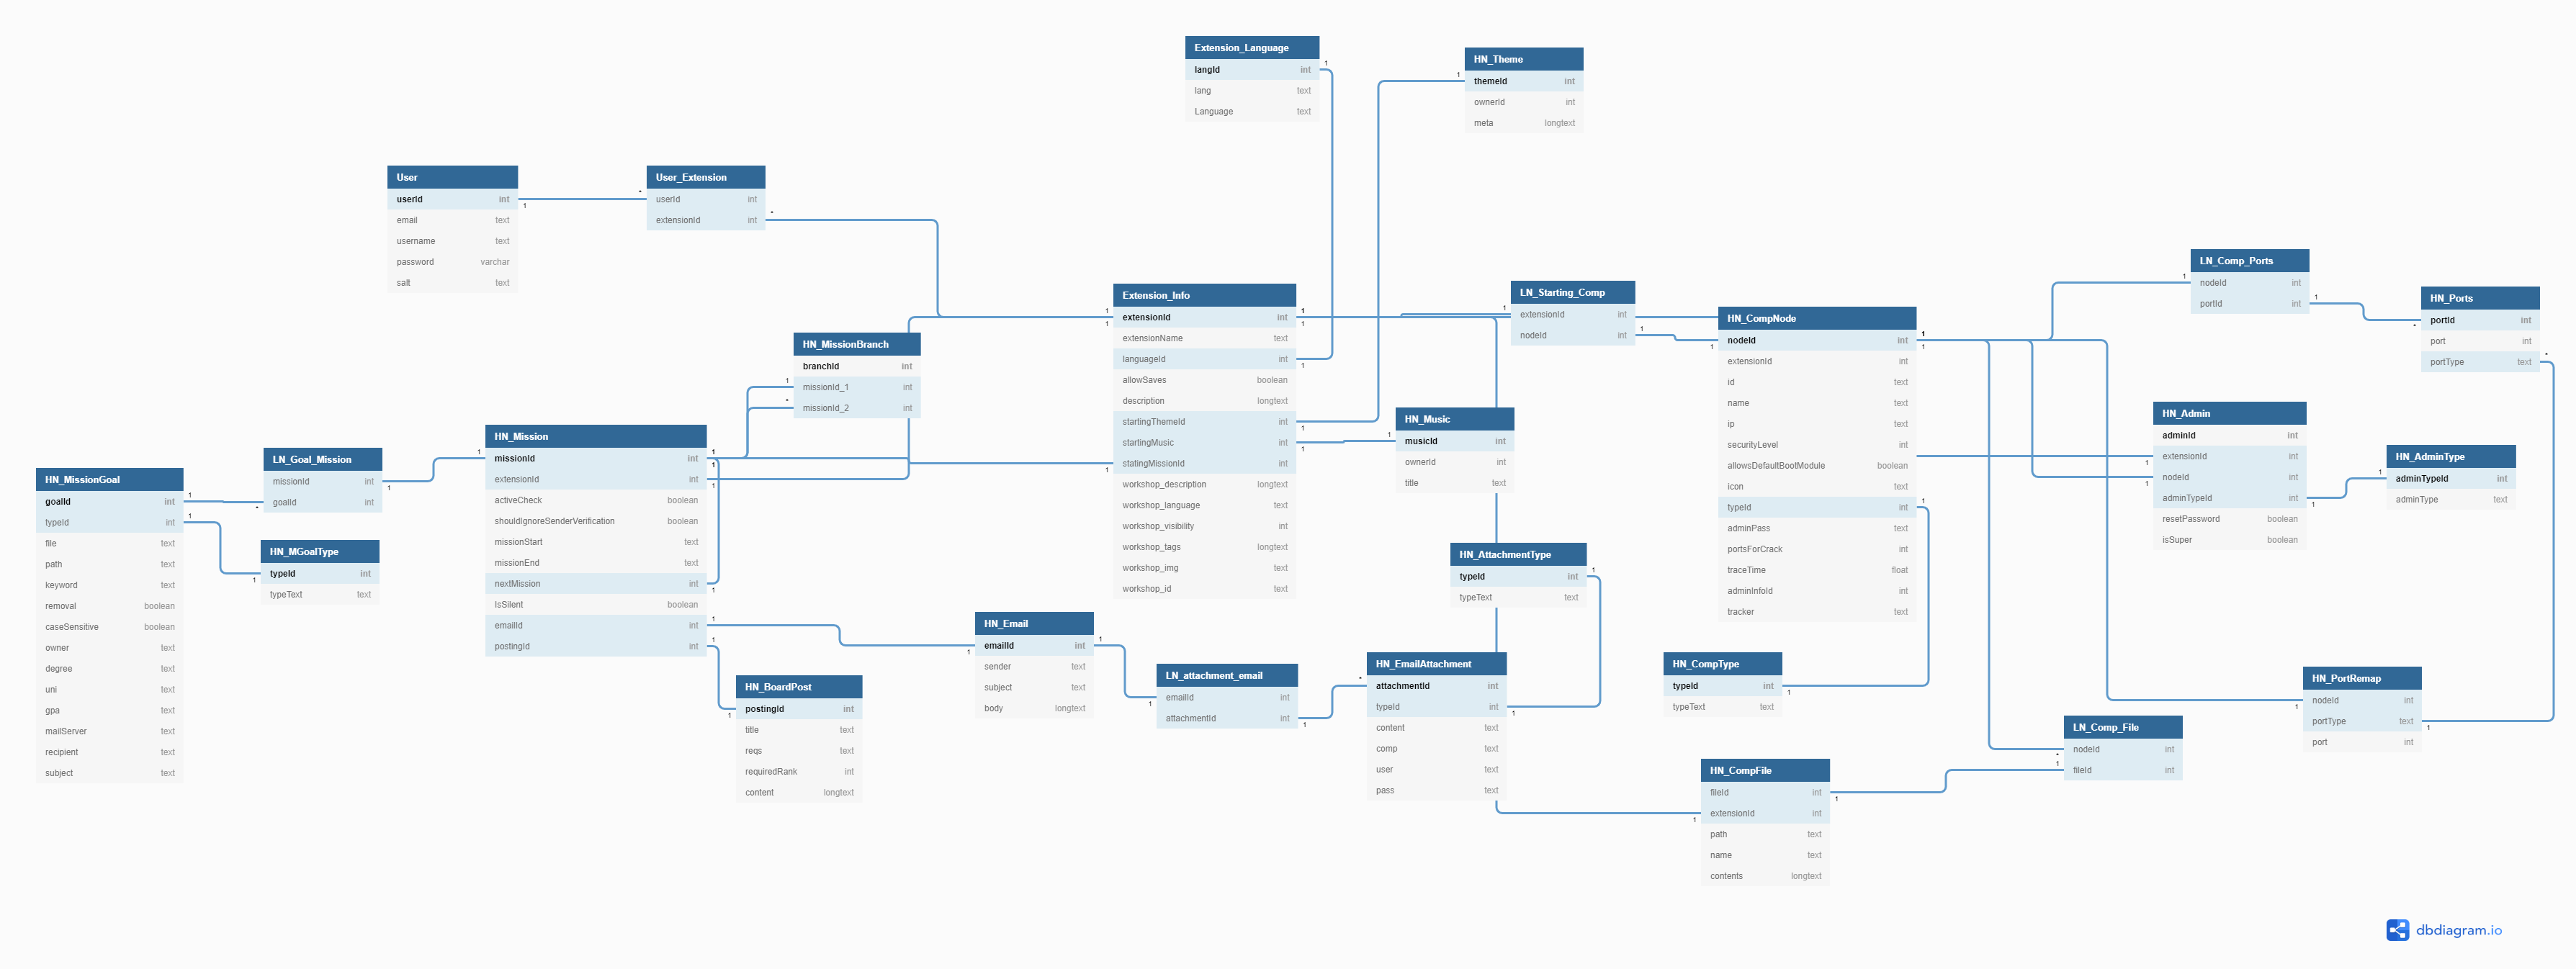 Extension_Language
langId int
lang text
Language text
HN_Theme
themeId int
ownerId int
meta longtext
User
userId int
email text
username text
password varchar
salt text
User_Extension
userId int
extensionId int
Extension_Info
extensionId int
extensionName text
languageId int
allowSaves boolean
description longtext
startingThemeId int
startingMusic int
statingMissionId int
workshop_description longtext
workshop_language text
workshop_visibility int
workshop_tags longtext
workshop_img text
workshop_id text
LN_Starting_Comp
extensionId int
nodeId int
HN_CompNode
nodeId int
extensionId int
id text
name text
ip text
securityLevel int
allowsDefaultBootModule boolean
icon text
typeId int
adminPass text
portsForCrack int
traceTime float
adminInfoId int
tracker text
LN_Comp_Ports
nodeId int
portId int
HN_Ports
portId int
port int
portType text
HN_MissionBranch
branchId int
missionId_1 int
missionId_2 int
HN_Music
musicId int
ownerId int
title text
HN_Admin
adminId int
extensionId int
nodeId int
adminTypeId int
resetPassword boolean
isSuper boolean
HN_AdminType
adminTypeId int
adminType text
HN_Mission
missionId int
extensionId int
activeCheck boolean
shouldIgnoreSenderVerification boolean
missionStart text
missionEnd text
nextMission int
IsSilent boolean
emailId int
postingId int
LN_Goal_Mission
missionId int
goalId int
HN_MissionGoal
goalId int
typeId int
file text
path text
keyword text
removal boolean
caseSensitive boolean
owner text
degree text
uni text
gpa text
mailServer text
recipient text
subject text
HN_MGoalType
typeId int
typeText text
HN_AttachmentType
typeId int
typeText text
HN_Email
emailId int
sender text
subject text
body longtext
HN_BoardPost
postingId int
title text
reqs text
requiredRank int
content longtext
LN_attachment_email
emailId int
attachmentId int
HN_EmailAttachment
attachmentId int
typeId int
content text
comp text
user text
pass text
HN_CompType
typeId int
typeText text
HN_PortRemap
nodeId int
portType text
port int
LN_Comp_File
nodeId int
fileId int
HN_CompFile
fileId int
extensionId int
path text
name text
contents longtext
dbdiagram.io